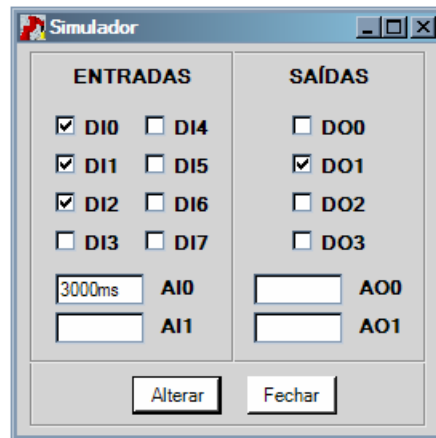 Simulador
ENTRADAS SAÍDAS
DI0 DI4 DO0
DI1 DI5 DO1
DI2 DI6 DO2
DI3 DI7 DO3
3000ms AI0 AO0
AI1 AO1
Alterar Fechar